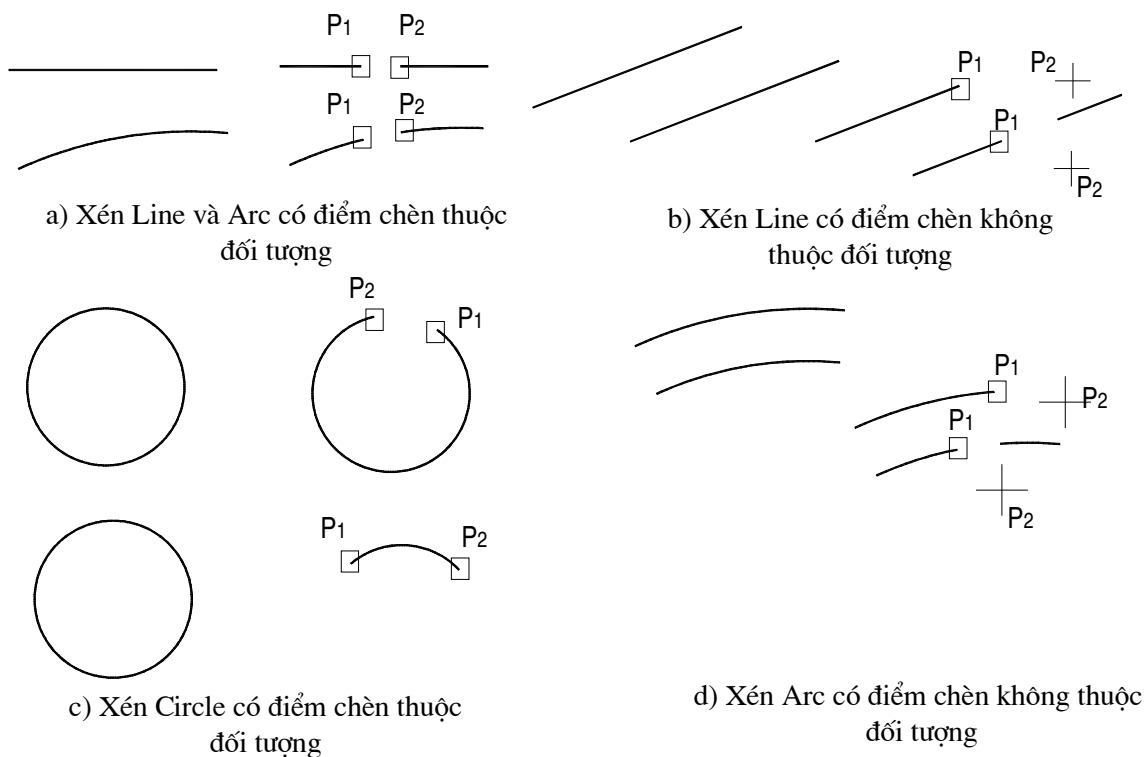 P1 P2
P1 P2
P1 P2
P1
P2
a) Xén Line và Arc có điểm chèn thuộc
đối tượng
b) Xén Line có điểm chèn không
thuộc đối tượng
P2
P1
P1 P2
c) Xén Circle có điểm chèn thuộc
đối tượng
P1
P2
P1
P2
d) Xén Arc có điểm chèn không thuộc
đối tượng